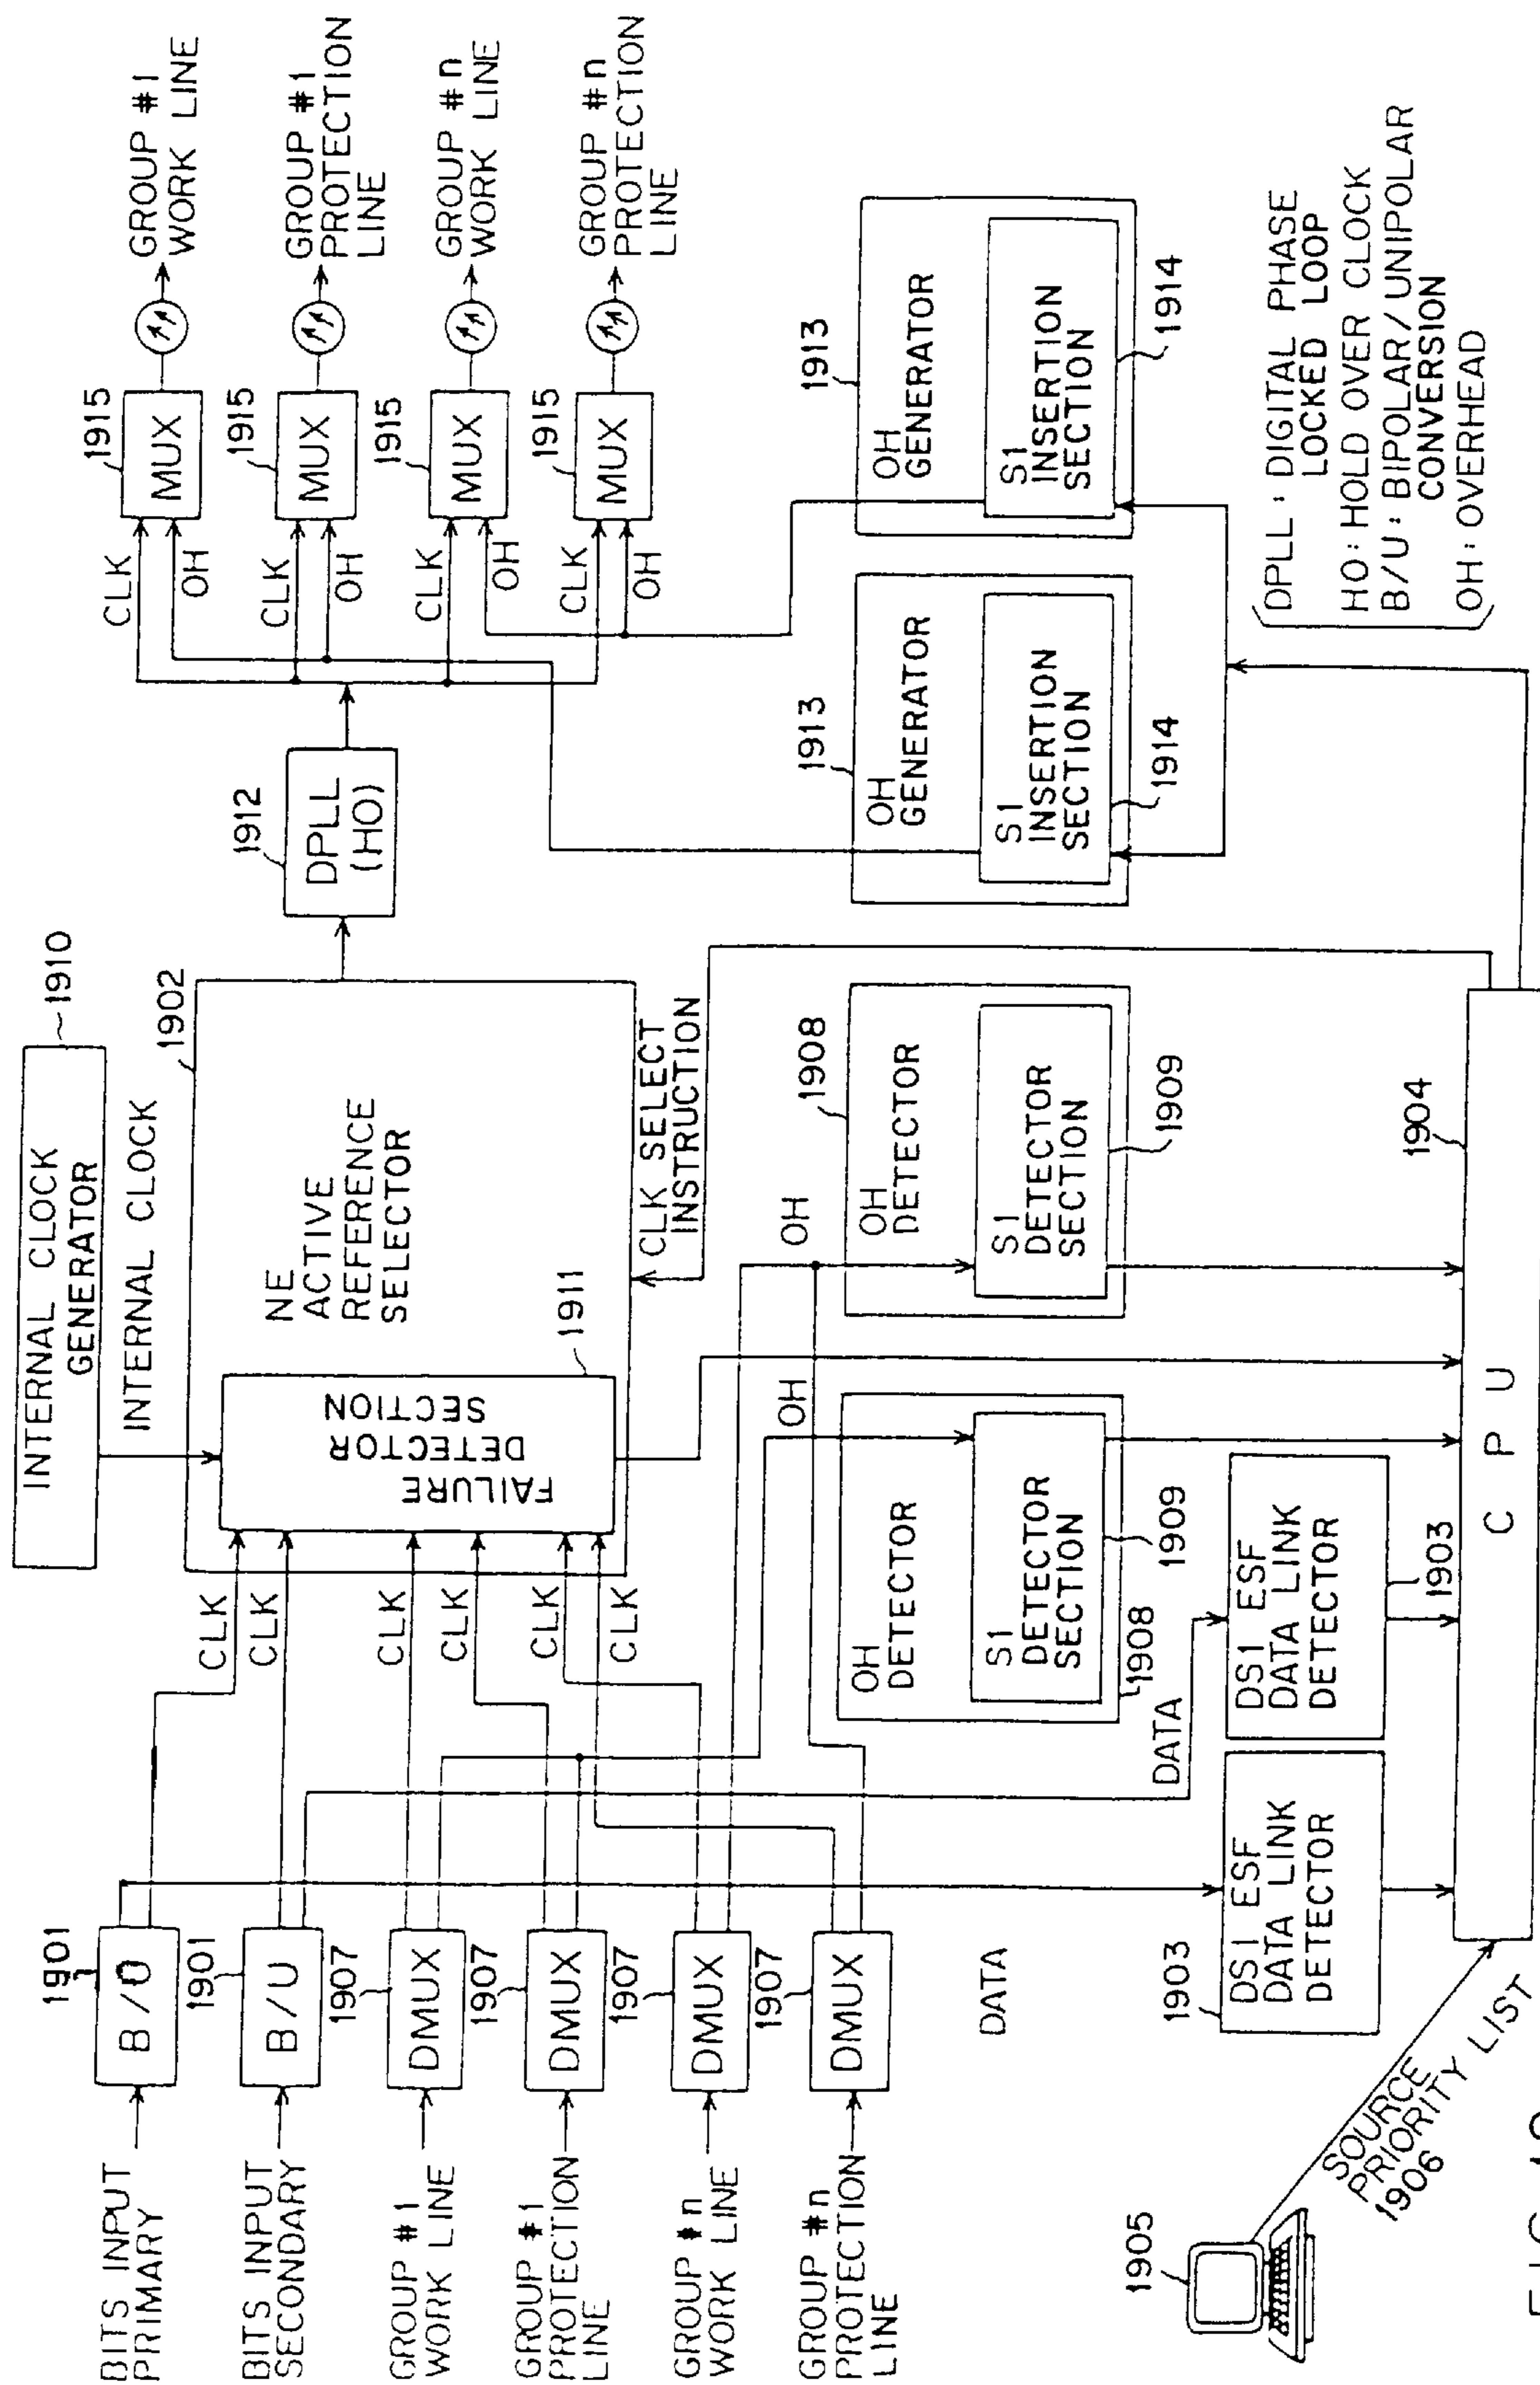 INTERNAL CLOCK
GENERATOR
1910
INTERNAL CLOCK
1902
NE
ACTIVE
REFERENCE
SELECTOR
FAILURE
DETECTOR
SECTION
1911
CLK SELECT
INSTRUCTION
1912
DPLL
(HO)
BITS INPUT
PRIMARY
1901
B/U
CLK
BITS INPUT
SECONDARY
1901
B/U
CLK
GROUP #1
WORK LINE
1907
DMUX
CLK
GROUP #1
PROTECTION
LINE
1907
DMUX
CLK
GROUP #n
WORK LINE
1907
DMUX
CLK
GROUP #n
PROTECTION
LINE
1907
DMUX
CLK
CLK
OH
1915
MUX
GROUP #1
WORK LINE
CLK
OH
1915
MUX
GROUP #1
PROTECTION
LINE
CLK
OH
1915
MUX
GROUP #n
WORK LINE
CLK
OH
1915
MUX
GROUP #n
PROTECTION
LINE
OH
OH
OH
DETECTOR
S1
DETECTOR
SECTION
1909
1908
1908
OH
DETECTOR
S1
DETECTOR
SECTION
1909
1913
OH
GENERATOR
S1
INSERTION
SECTION
1914
1913
OH
GENERATOR
S1
INSERTION
SECTION
1914
DATA
DATA
1903
DS1 ESF
DATA LINK
DETECTOR
DS1 ESF
DATA LINK
DETECTOR
1903
1904
C P U
1905
SOURCE
PRIORITY LIST
1906
DPLL : DIGITAL PHASE
LOCKED LOOP
HO : HOLD OVER CLOCK
B/U : BIPOLAR/UNIPOLAR
CONVERSION
OH : OVERHEAD